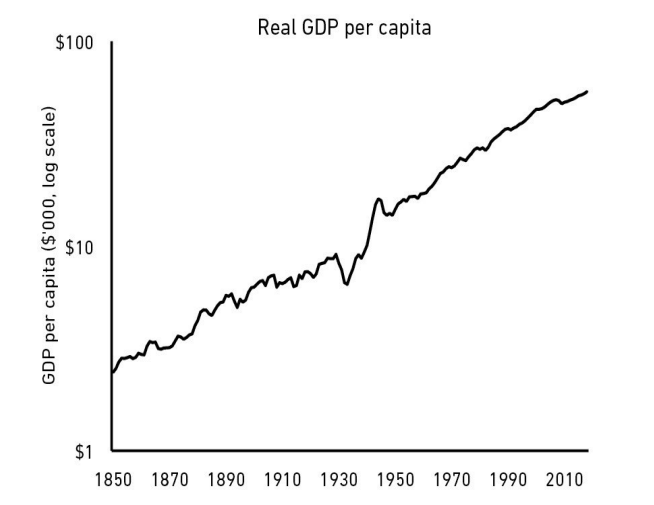 Real GDP per capita
$100
$10
$1
GDP per capita ($'000, log scale)
1850 1870 1890 1910 1930 1950 1970 1990 2010